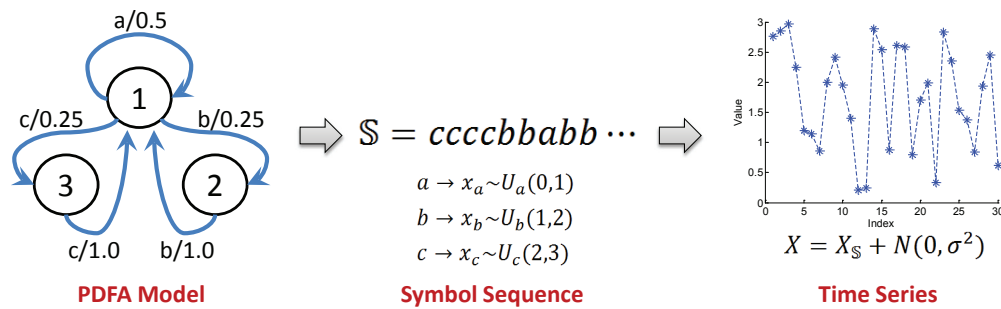 a/0.5
1
c/0.25
b/0.25
3
2
c/1.0
b/1.0
PDFA Model
𝕊 = ccccbbabb ⋯
a → x_a~U_a(0,1)
b → x_b~U_b(1,2)
c → x_c~U_c(2,3)
Symbol Sequence
3
2.5
2
1.5
1
0.5
0
Value
0 5 10 15 20 25 30
Index
X = X_𝕊 + N(0, σ²)
Time Series